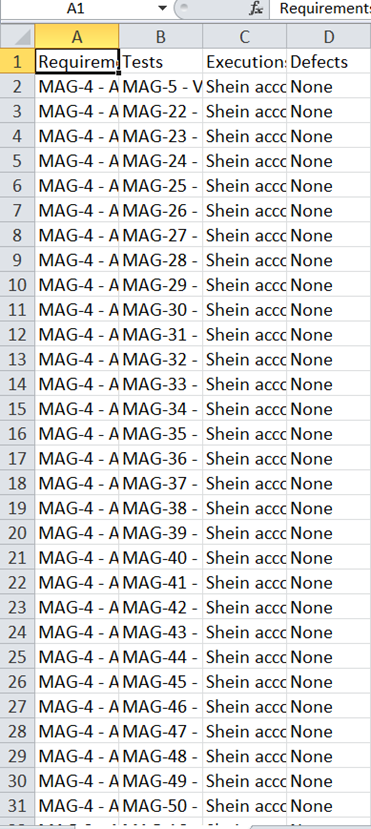 A1 fx Requirements
A B C D
1 Requirem Tests Executions Defects
2 MAG-4 - A MAG-5 - V Shein acco None
3 MAG-4 - A MAG-22 - Shein acco None
4 MAG-4 - A MAG-23 - Shein acco None
5 MAG-4 - A MAG-24 - Shein acco None
6 MAG-4 - A MAG-25 - Shein acco None
7 MAG-4 - A MAG-26 - Shein acco None
8 MAG-4 - A MAG-27 - Shein acco None
9 MAG-4 - A MAG-28 - Shein acco None
10 MAG-4 - A MAG-29 - Shein acco None
11 MAG-4 - A MAG-30 - Shein acco None
12 MAG-4 - A MAG-31 - Shein acco None
13 MAG-4 - A MAG-32 - Shein acco None
14 MAG-4 - A MAG-33 - Shein acco None
15 MAG-4 - A MAG-34 - Shein acco None
16 MAG-4 - A MAG-35 - Shein acco None
17 MAG-4 - A MAG-36 - Shein acco None
18 MAG-4 - A MAG-37 - Shein acco None
19 MAG-4 - A MAG-38 - Shein acco None
20 MAG-4 - A MAG-39 - Shein acco None
21 MAG-4 - A MAG-40 - Shein acco None
22 MAG-4 - A MAG-41 - Shein acco None
23 MAG-4 - A MAG-42 - Shein acco None
24 MAG-4 - A MAG-43 - Shein acco None
25 MAG-4 - A MAG-44 - Shein acco None
26 MAG-4 - A MAG-45 - Shein acco None
27 MAG-4 - A MAG-46 - Shein acco None
28 MAG-4 - A MAG-47 - Shein acco None
29 MAG-4 - A MAG-48 - Shein acco None
30 MAG-4 - A MAG-49 - Shein acco None
31 MAG-4 - A MAG-50 - Shein acco None